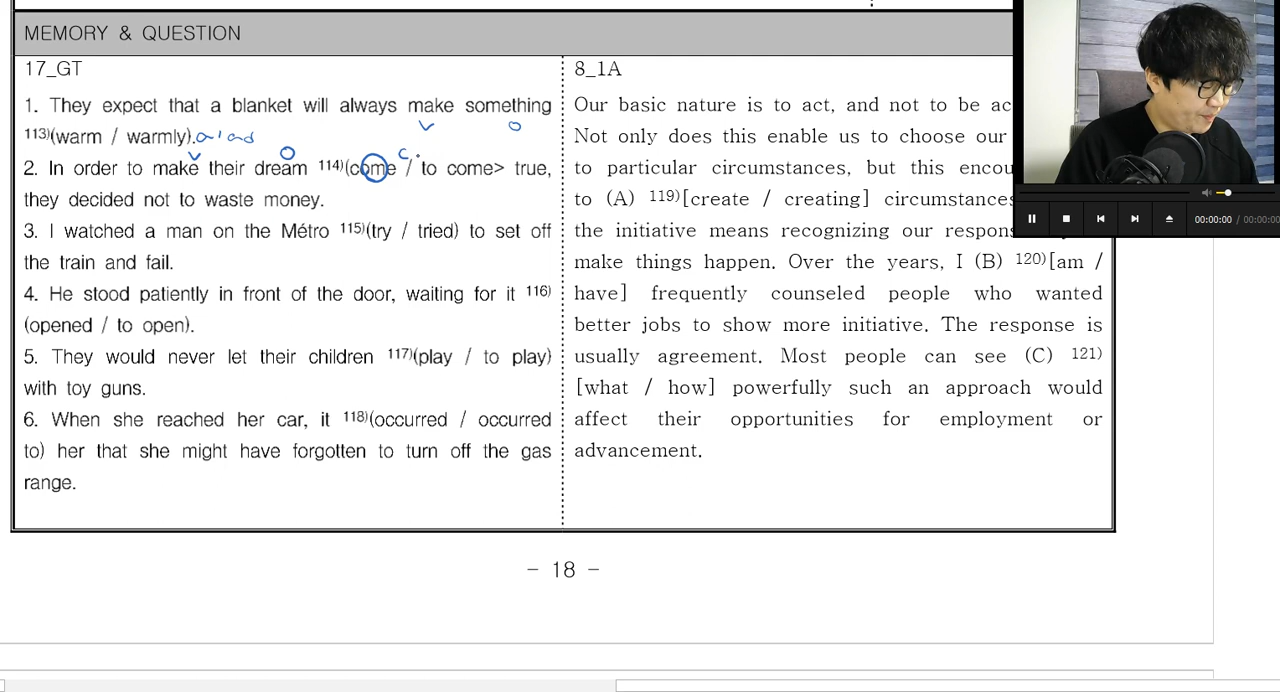 MEMORY & QUESTION
17_GT
1. They expect that a blanket will always make something
113)(warm / warmly).
2. In order to make their dream 114)(come / to come> true,
they decided not to waste money.
3. I watched a man on the Métro 115)(try / tried) to set off
the train and fail.
4. He stood patiently in front of the door, waiting for it 116)
(opened / to open).
5. They would never let their children 117)(play / to play)
with toy guns.
6. When she reached her car, it 118)(occurred / occurred
to) her that she might have forgotten to turn off the gas
range.
8_1A
Our basic nature is to act, and not to be ac
Not only does this enable us to choose our
to particular circumstances, but this encou
to (A) 119)[create / creating] circumstances
the initiative means recognizing our respons
make things happen. Over the years, I (B) 120)[am /
have] frequently counseled people who wanted
better jobs to show more initiative. The response is
usually agreement. Most people can see (C) 121)
[what / how] powerfully such an approach would
affect their opportunities for employment or
advancement.
00:00:00 / 00:00:00
- 18 -